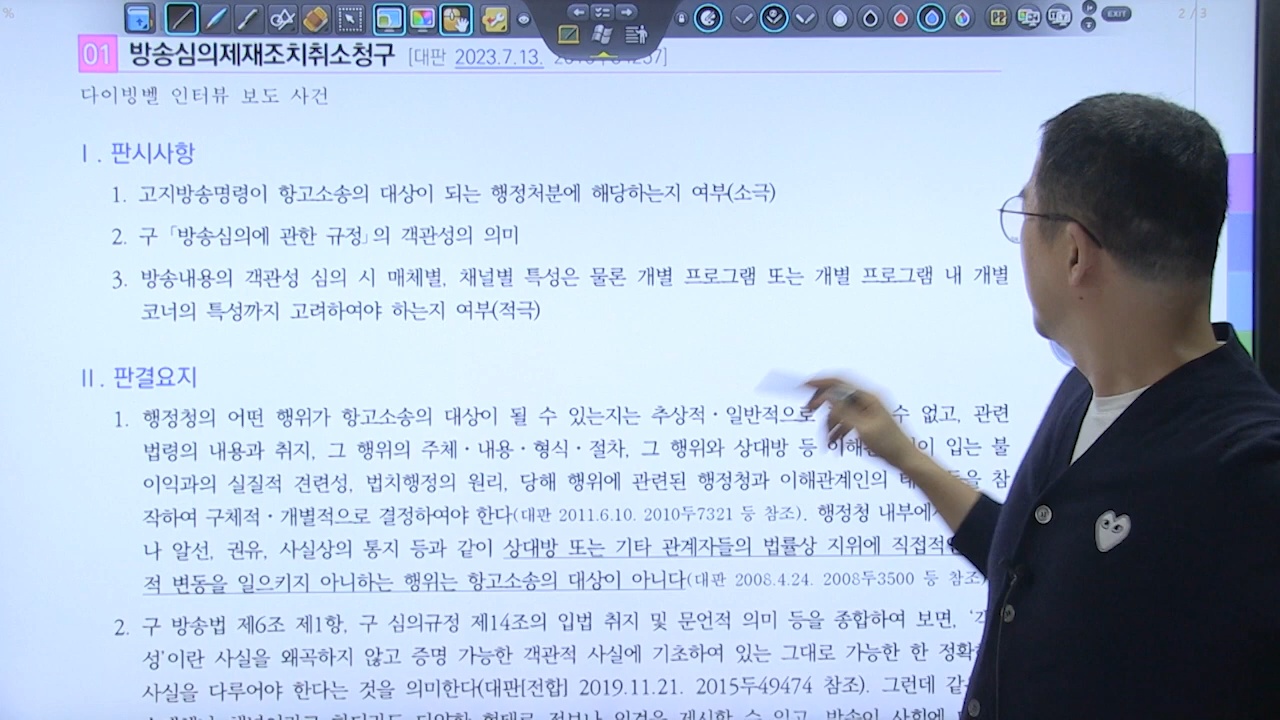 EXIT
2 / 3
%
01 방송심의제재조치취소청구 [대판 2023.7.13.
다이빙벨 인터뷰 보도 사건
Ⅰ. 판시사항
1. 고지방송명령이 항고소송의 대상이 되는 행정처분에 해당하는지 여부(소극)
2. 구 「방송심의에 관한 규정」의 객관성의 의미
3. 방송내용의 객관성 심의 시 매체별, 채널별 특성은 물론 개별 프로그램 또는 개별 프로그램 내 개별
코너의 특성까지 고려하여야 하는지 여부(적극)
Ⅱ. 판결요지
1. 행정청의 어떤 행위가 항고소송의 대상이 될 수 있는지는 추상적·일반적으로 수 없고, 관련
법령의 내용과 취지, 그 행위의 주체·내용·형식·절차, 그 행위와 상대방 등 입는 불
이익과의 실질적 견련성, 법치행정의 원리, 당해 행위에 관련된 행정청과 이해관계인의 참
작하여 구체적·개별적으로 결정하여야 한다(대판 2011.6.10. 2010두7321 등 참조). 행정청 내부에
나 알선, 권유, 사실상의 통지 등과 같이 상대방 또는 기타 관계자들의 법률상 지위에
적 변동을 일으키지 아니하는 행위는 항고소송의 대상이 아니다(대판 2008.4.24. 2008두3500 등 참조)
2. 구 방송법 제6조 제1항, 구 심의규정 제14조의 입법 취지 및 문언적 의미 등을 종합하여 보면,
성'이란 사실을 왜곡하지 않고 증명 가능한 객관적 사실에 기초하여 있는 그대로 가능한 한
사실을 다루어야 한다는 것을 의미한다(대판[전합] 2019.11.21. 2015두49474 참조). 그런데